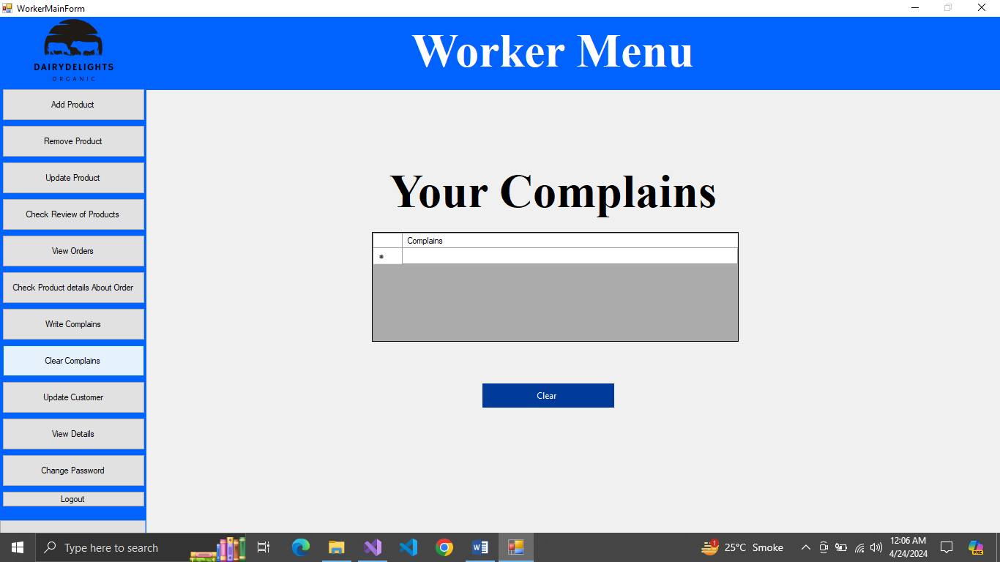 WorkerMainForm
DAIRYDELIGHTS
ORGANIC
Worker Menu
Add Product
Remove Product
Update Product
Check Review of Products
View Orders
Check Product details About Order
Write Complains
Clear Complains
Update Customer
View Details
Change Password
Logout
Your Complains
Complains
Clear
Type here to search
1
25°C Smoke
12:06 AM
4/24/2024
PRE